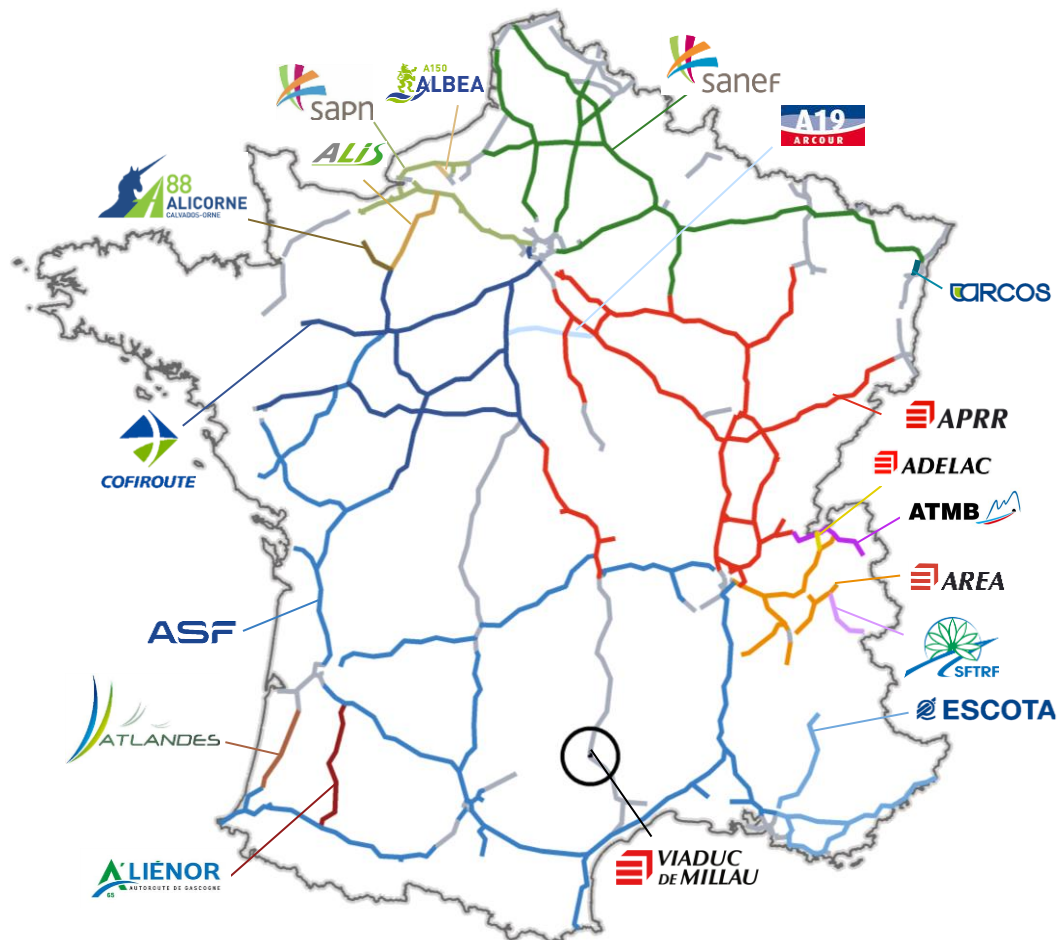 sanef
A150
ALBEA
sapn
A19
ARCOUR
ALiS
88
ALICORNE
CALVADOS-ORNE
ARCOS
APRR
ADELAC
COFIROUTE
ATMB
AREA
ASF
SFTRF
ESCOTA
ATLANDES
VIADUC
DE MILLAU
A'LIÉNOR
AUTOROUTE DE GASCOGNE
65